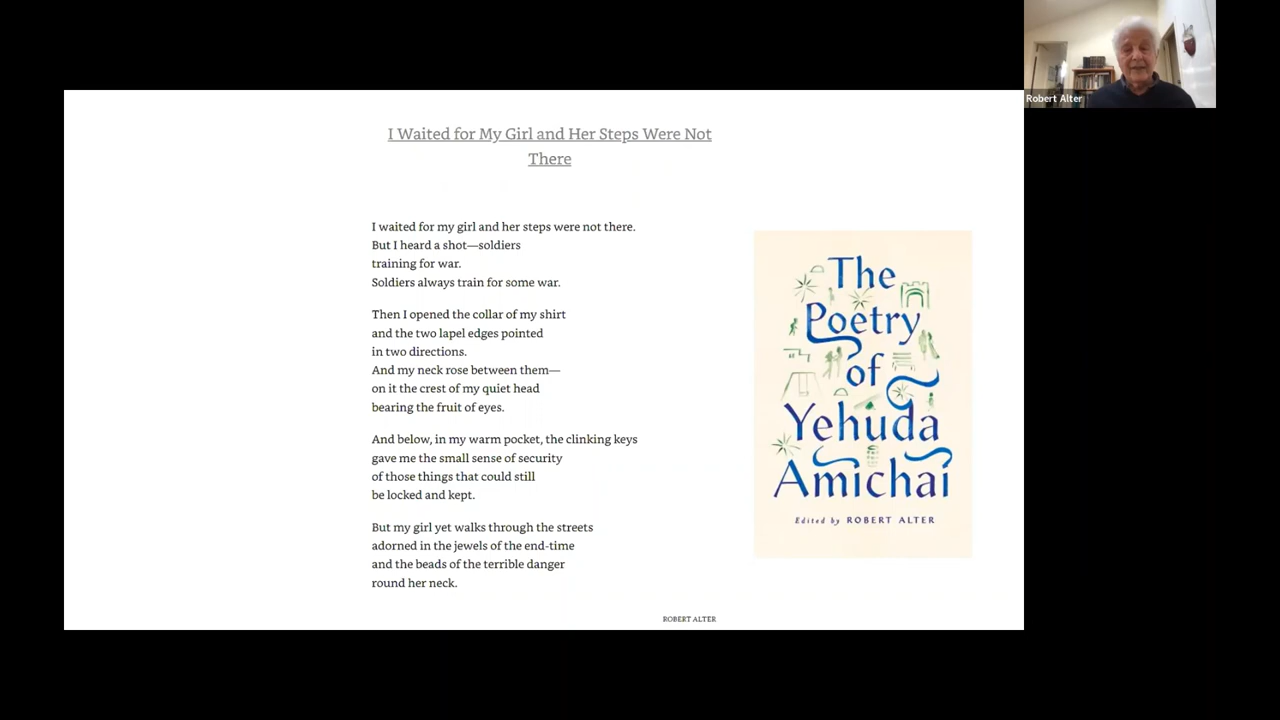 Robert Alter
I Waited for My Girl and Her Steps Were Not
There
I waited for my girl and her steps were not there.
But I heard a shot—soldiers
training for war.
Soldiers always train for some war.
Then I opened the collar of my shirt
and the two lapel edges pointed
in two directions.
And my neck rose between them—
on it the crest of my quiet head
bearing the fruit of eyes.
And below, in my warm pocket, the clinking keys
gave me the small sense of security
of those things that could still
be locked and kept.
But my girl yet walks through the streets
adorned in the jewels of the end-time
and the beads of the terrible danger
round her neck.
ROBERT ALTER
The
Poetry
of
Yehuda
Amichai
Edited by ROBERT ALTER